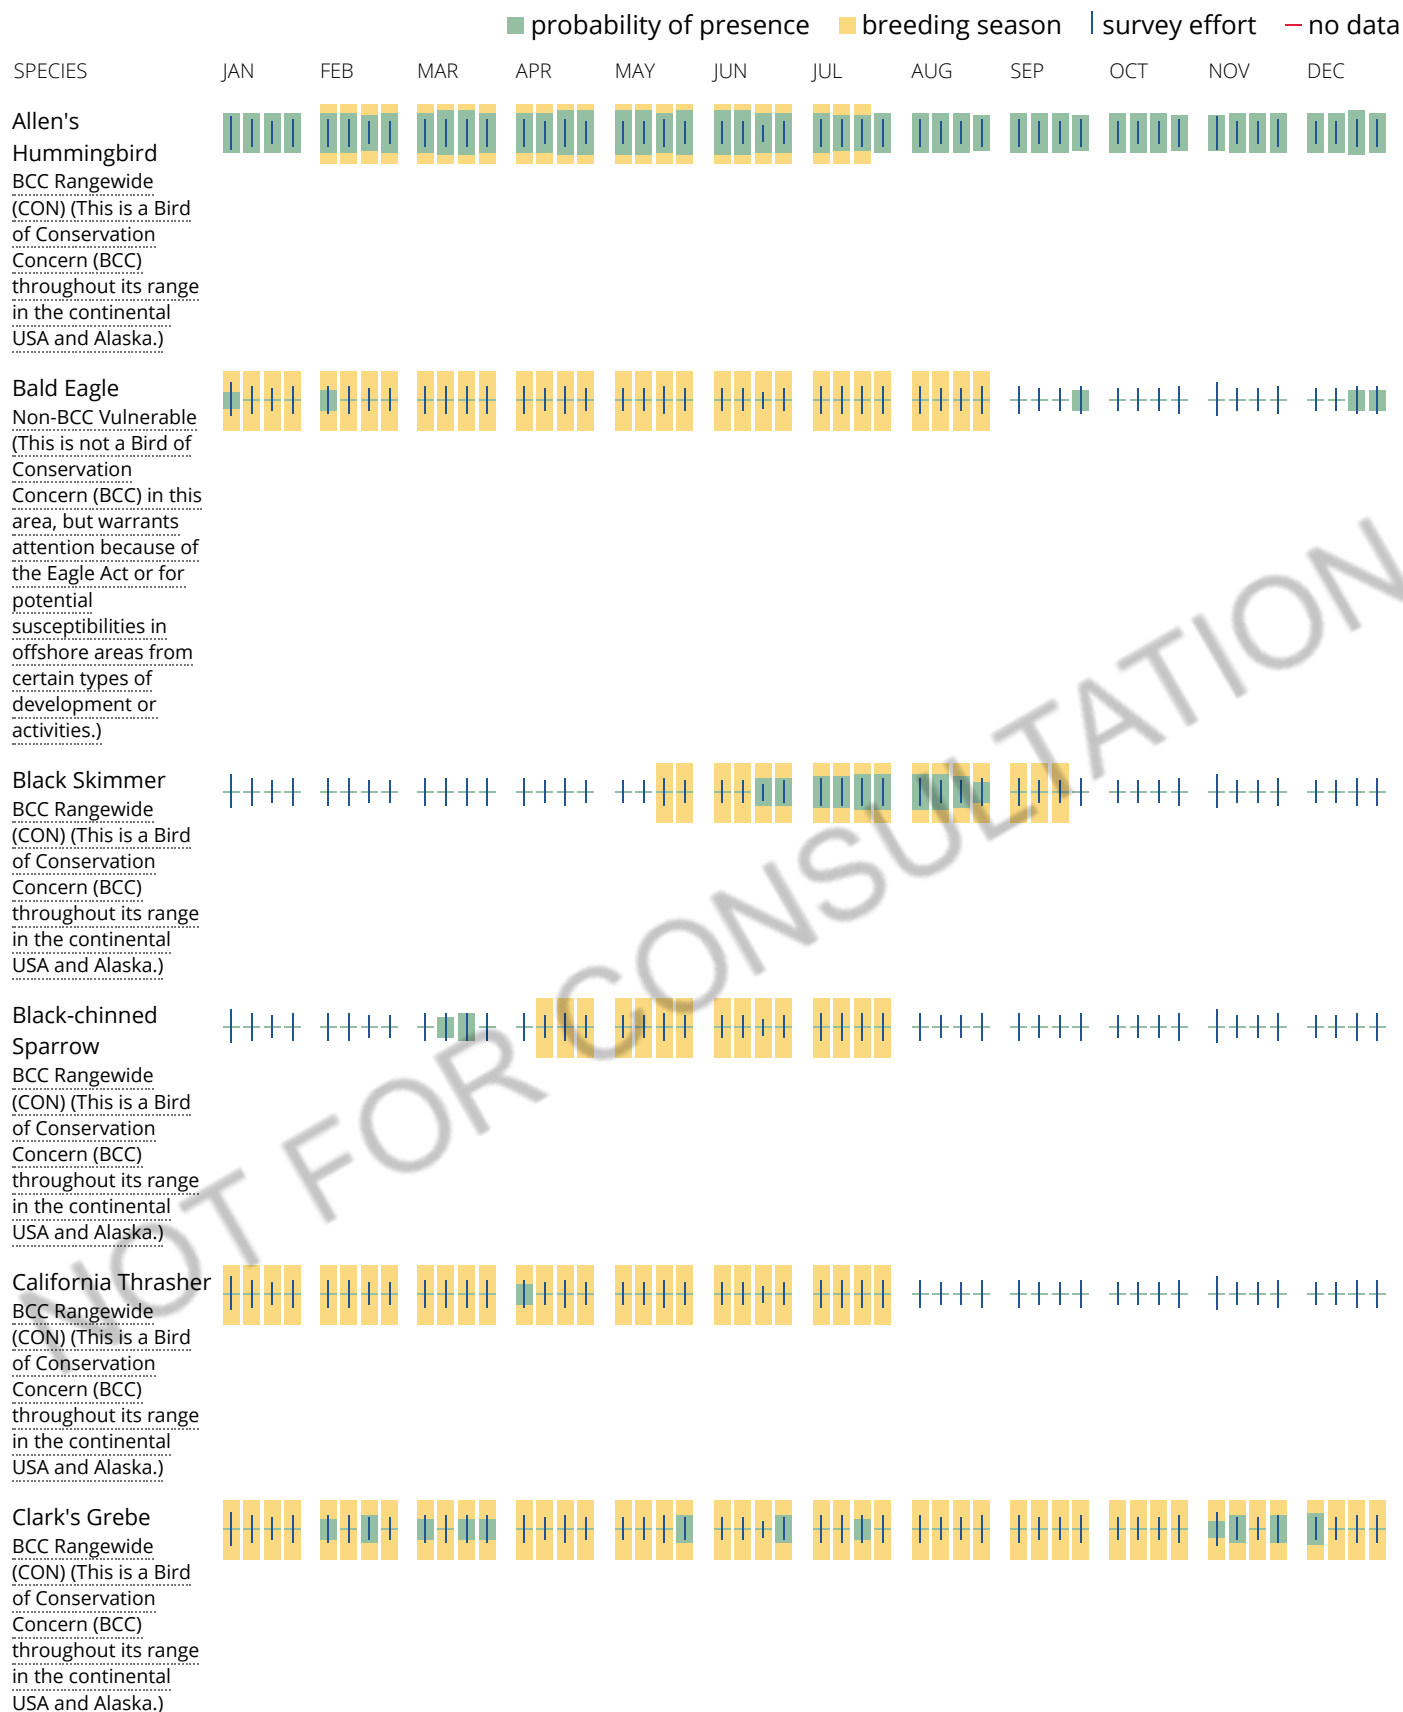 probability of presence breeding season survey effort no data
SPECIES JAN FEB MAR APR MAY JUN JUL AUG SEP OCT NOV DEC
Allen's
Hummingbird
BCC Rangewide
(CON) (This is a Bird
of Conservation
Concern (BCC)
throughout its range
in the continental
USA and Alaska.)
Bald Eagle
Non-BCC Vulnerable
(This is not a Bird of
Conservation
Concern (BCC) in this
area, but warrants
attention because of
the Eagle Act or for
potential
susceptibilities in
offshore areas from
certain types of
development or
activities.)
Black Skimmer
BCC Rangewide
(CON) (This is a Bird
of Conservation
Concern (BCC)
throughout its range
in the continental
USA and Alaska.)
Black-chinned
Sparrow
BCC Rangewide
(CON) (This is a Bird
of Conservation
Concern (BCC)
throughout its range
in the continental
USA and Alaska.)
California Thrasher
BCC Rangewide
(CON) (This is a Bird
of Conservation
Concern (BCC)
throughout its range
in the continental
USA and Alaska.)
Clark's Grebe
BCC Rangewide
(CON) (This is a Bird
of Conservation
Concern (BCC)
throughout its range
in the continental
USA and Alaska.)
NOT FOR CONSULTATION